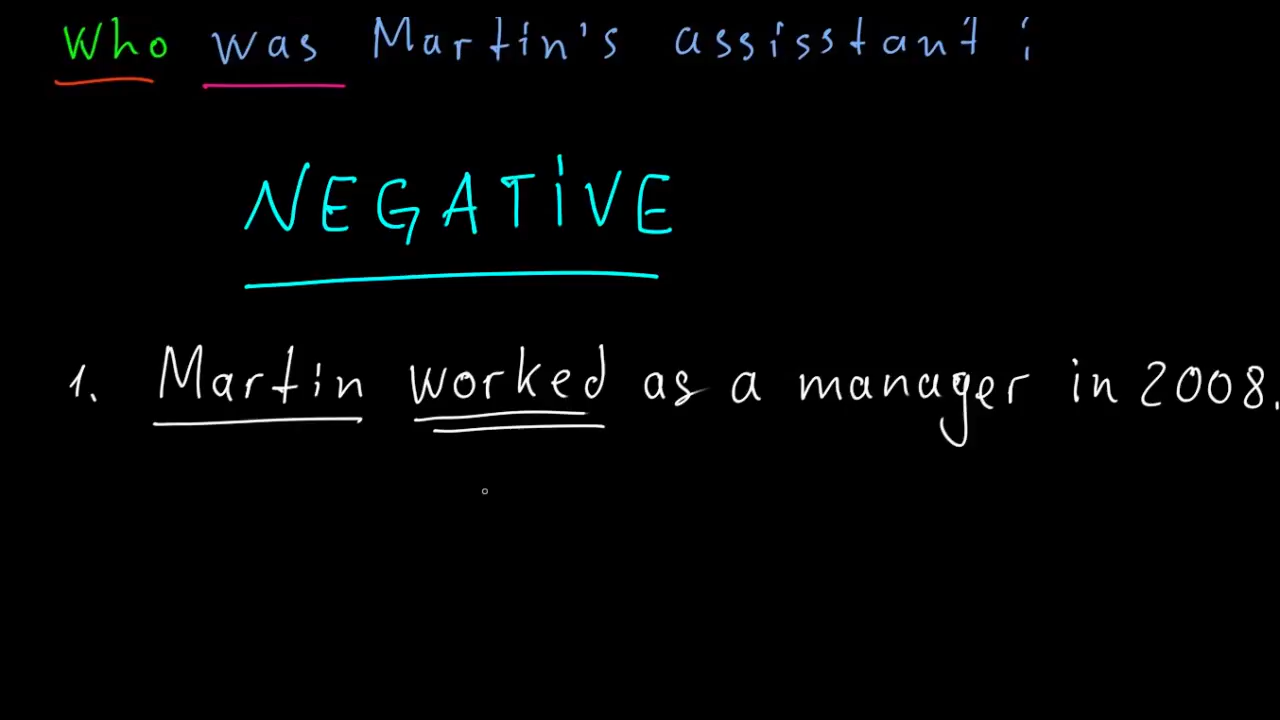 Who was Martin's assisstant ?
NEGATIVE
1. Martin worked as a manager in 2008.